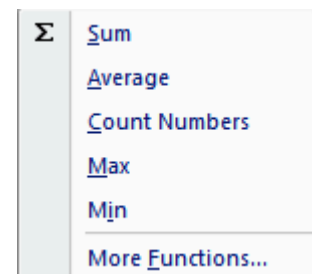 Σ Sum
Average
Count Numbers
Max
Min
More Functions...